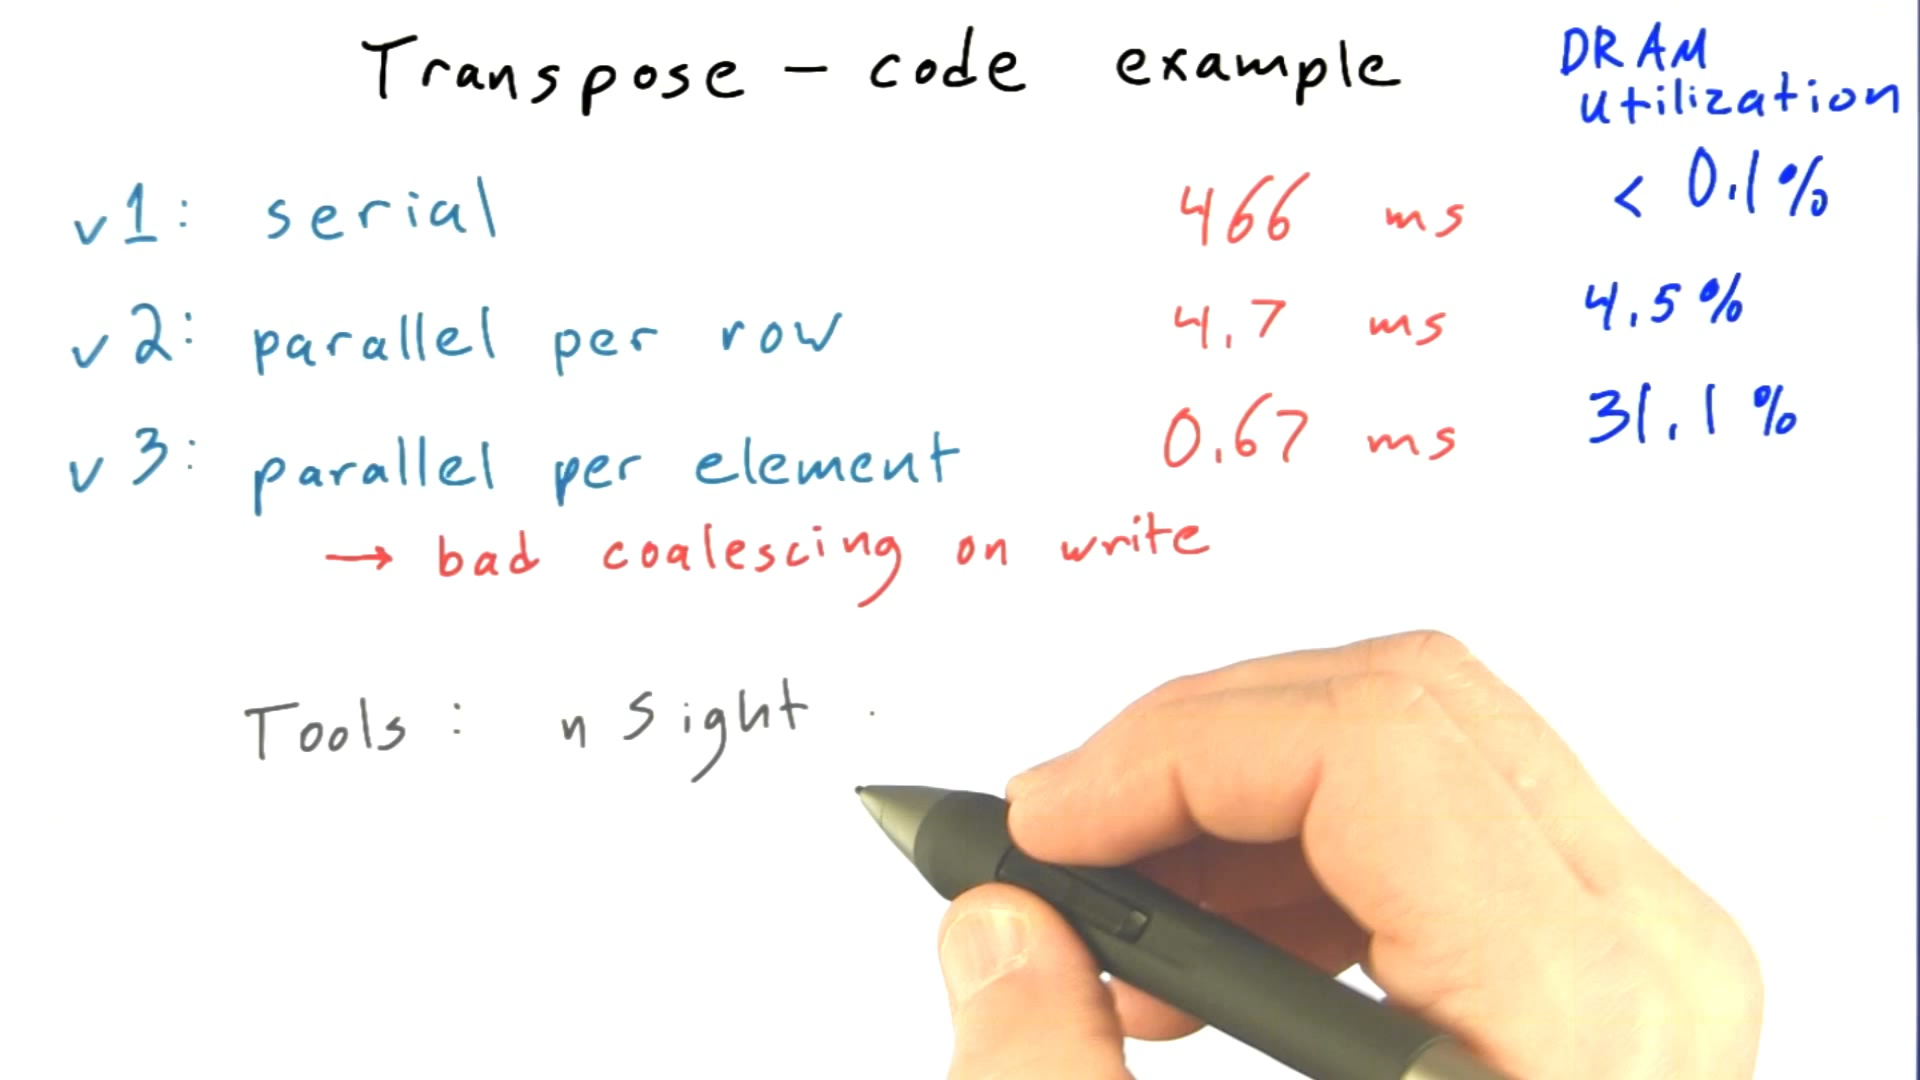 Transpose – code example
DRAM utilization
v1: serial 466 ms < 0.1%
v2: parallel per row 4.7 ms 4.5%
v3: parallel per element 0.67 ms 31.1%
→ bad coalescing on write
Tools: nSight